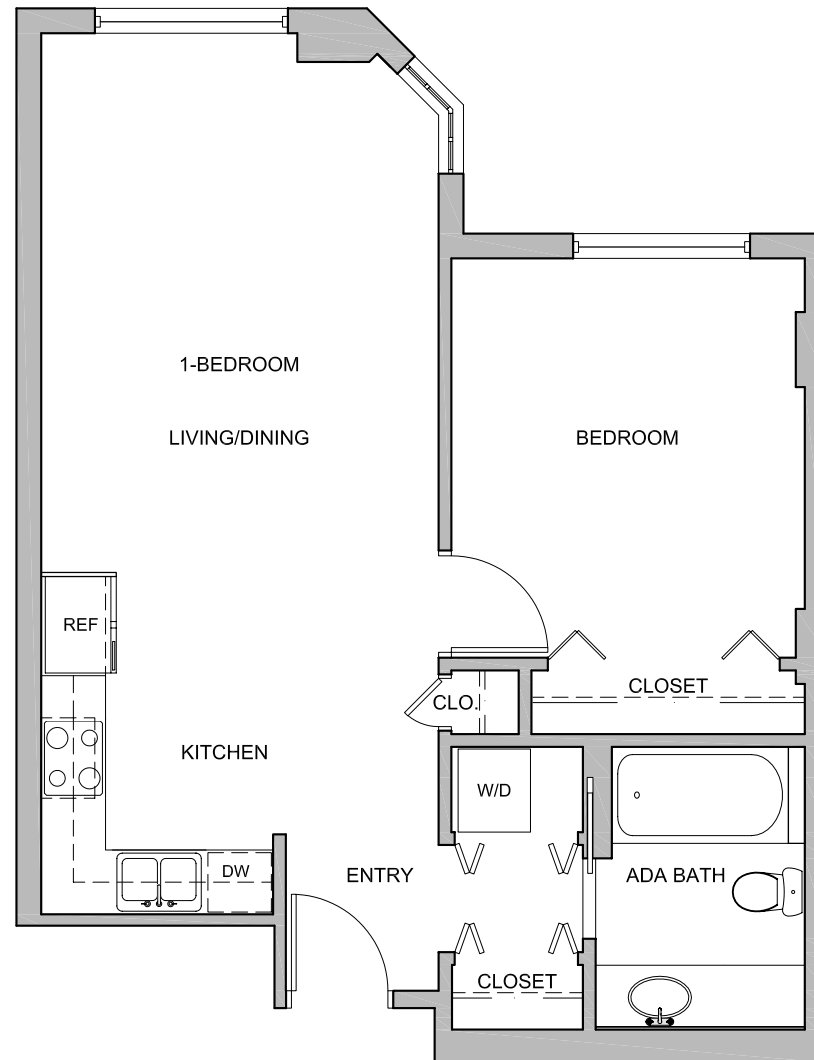 1-BEDROOM
LIVING/DINING
BEDROOM
REF
CLO.
CLOSET
KITCHEN
W/D
DW
ENTRY
ADA BATH
CLOSET